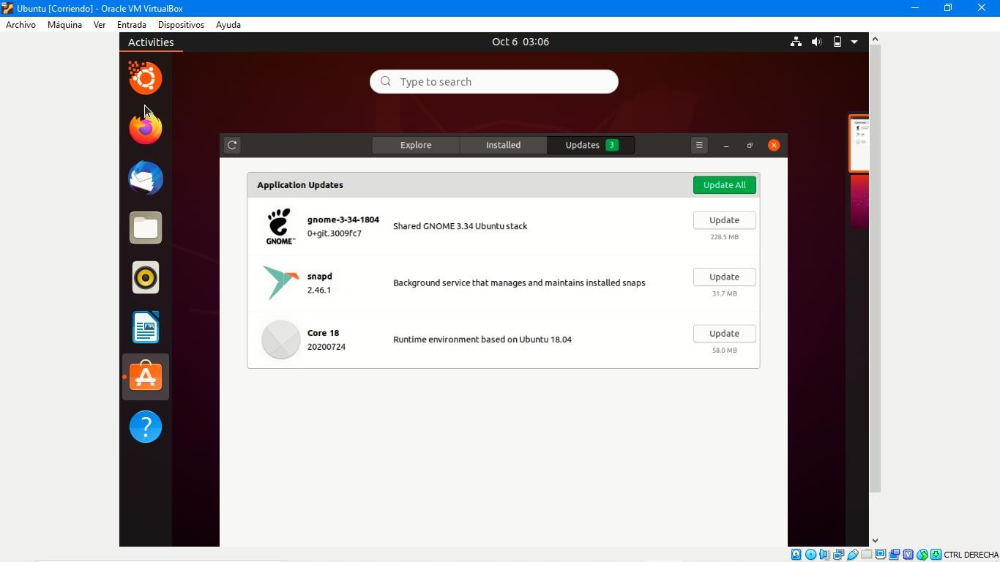 Ubuntu [Corriendo] - Oracle VM VirtualBox
Archivo Máquina Ver Entrada Dispositivos Ayuda
Activities Oct 6 03:06
Type to search
Explore Installed Updates 3
Application Updates Update All
gnome-3-34-1804
0+git.3009fc7
Shared GNOME 3.34 Ubuntu stack
Update
228.5 MB
GNOME™
snapd
2.46.1
Background service that manages and maintains installed snaps
Update
31.7 MB
Core 18
20200724
Runtime environment based on Ubuntu 18.04
Update
58.0 MB
?
CTRL DERECHA